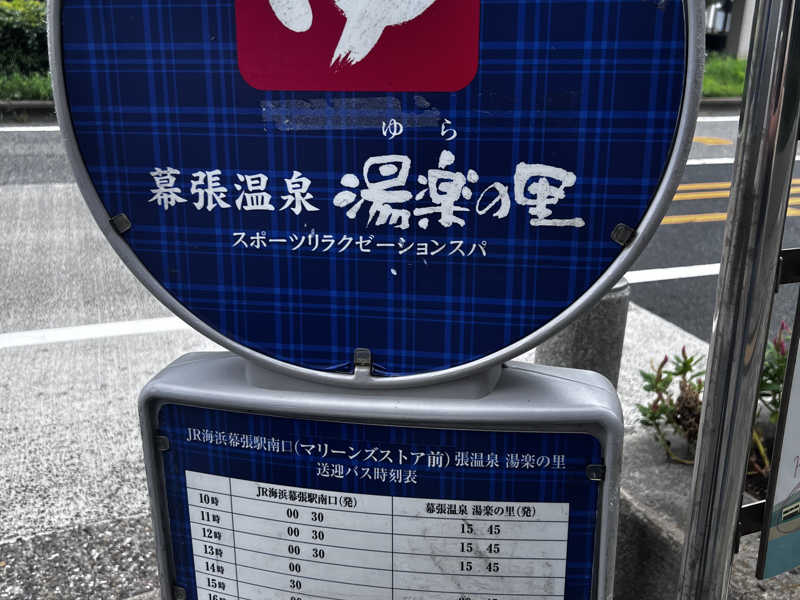 ゆら
幕張温泉 湯楽の里
スポーツリラクゼーションスパ
JR海浜幕張駅南口(マリーンズストア前) 張温泉 湯楽の里
送迎バス時刻表
JR海浜幕張駅南口(発) 幕張温泉 湯楽の里(発)
10時 00 30 15 45
11時 00 30 15 45
12時 00 30 15 45
13時 00
14時 30
15時
16時